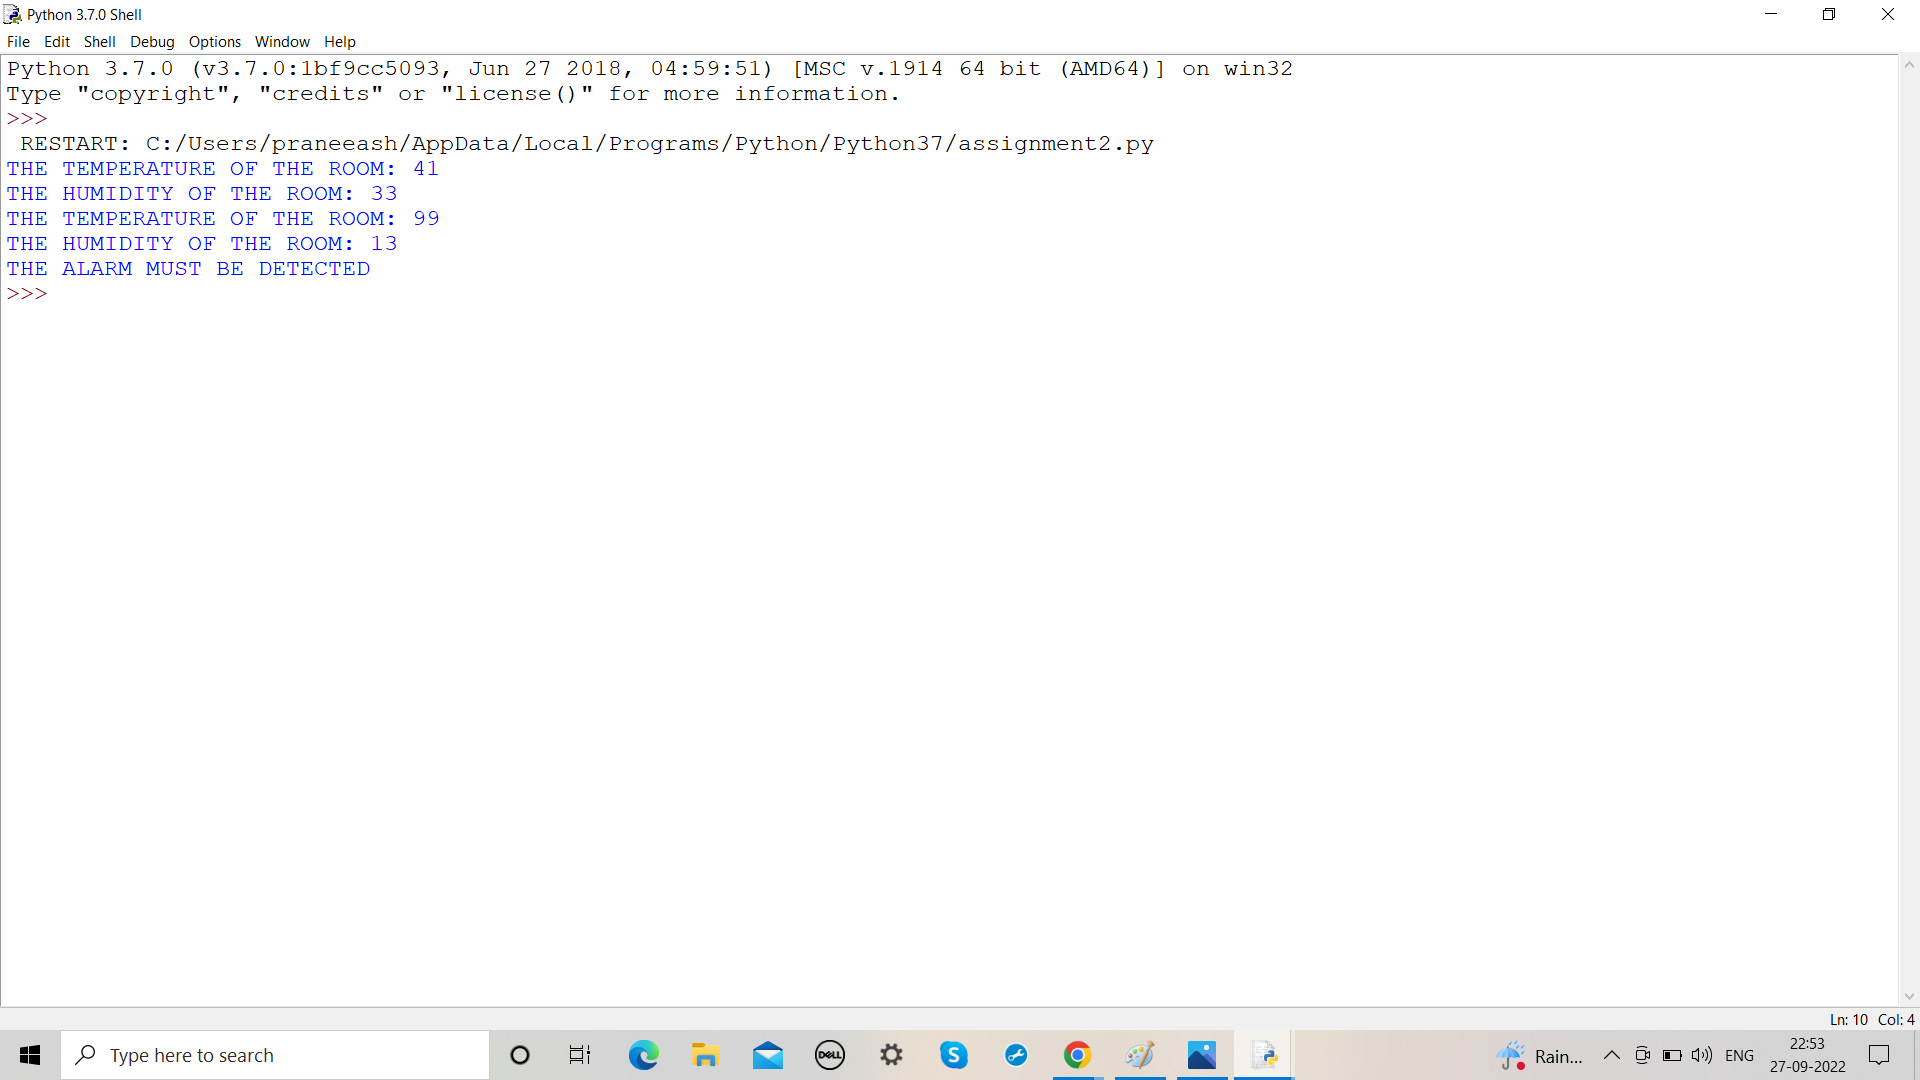 Python 3.7.0 Shell
File Edit Shell Debug Options Window Help
Python 3.7.0 (v3.7.0:1bf9cc5093, Jun 27 2018, 04:59:51) [MSC v.1914 64 bit (AMD64)] on win32
Type "copyright", "credits" or "license()" for more information.
>>>
 RESTART: C:/Users/praneeash/AppData/Local/Programs/Python/Python37/assignment2.py
THE TEMPERATURE OF THE ROOM: 41
THE HUMIDITY OF THE ROOM: 33
THE TEMPERATURE OF THE ROOM: 99
THE HUMIDITY OF THE ROOM: 13
THE ALARM MUST BE DETECTED
>>>
Ln: 10 Col: 4
Type here to search
DELL
S
Rain...
ENG
22:53
27-09-2022